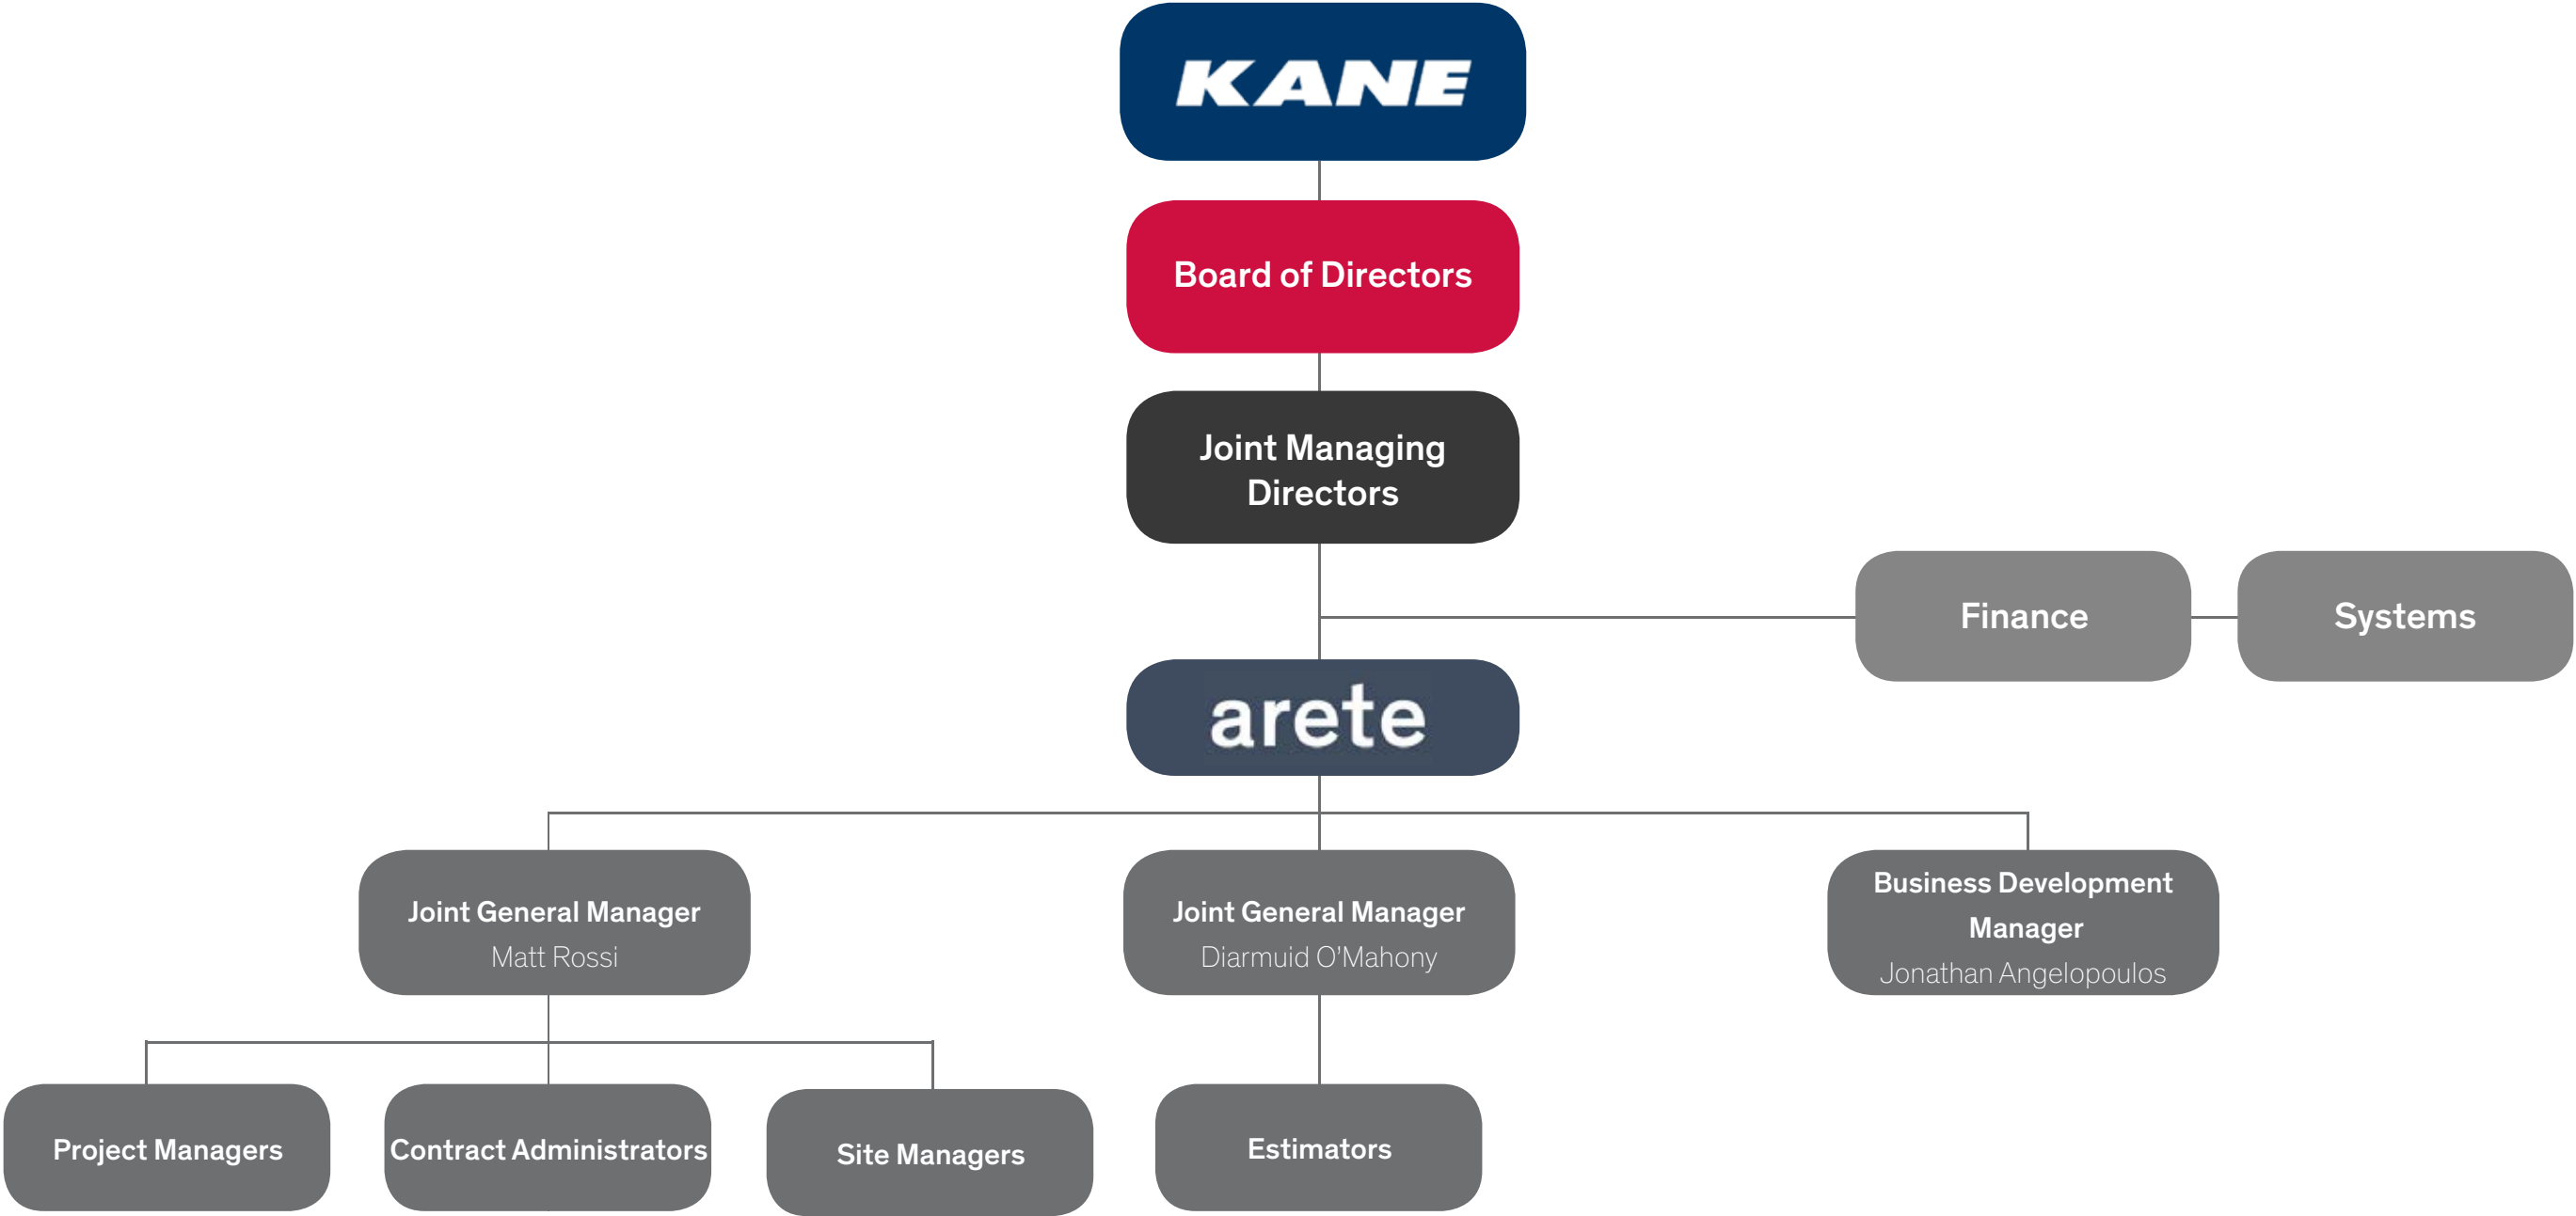 KANE
Board of Directors
Joint Managing
Directors
Finance
Systems
arete
Joint General Manager
Matt Rossi
Joint General Manager
Diarmuid O'Mahony
Business Development
Manager
Jonathan Angelopoulos
Project Managers
Contract Administrators
Site Managers
Estimators